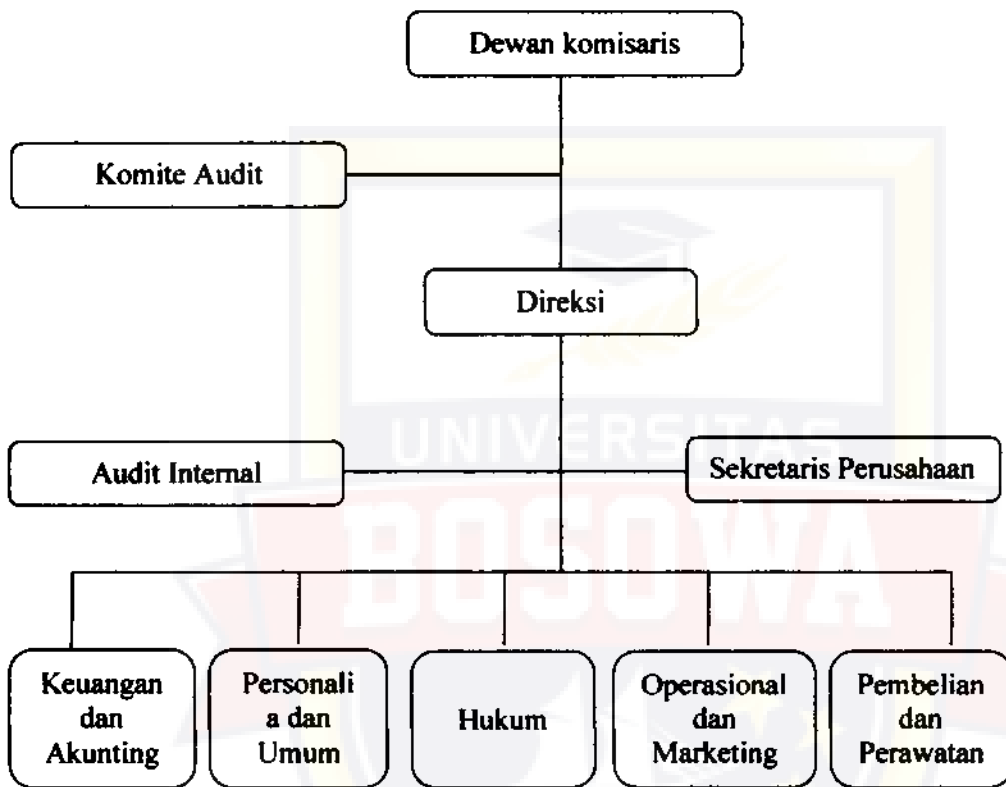 Dewan komisaris
Komite Audit
Direksi
UNIVERSITAS
Audit Internal
Sekretaris Perusahaan
BOSOWA
Keuangan
dan
Akunting
Personali
a dan
Umum
Hukum
Operasional
dan
Marketing
Pembelian
dan
Perawatan